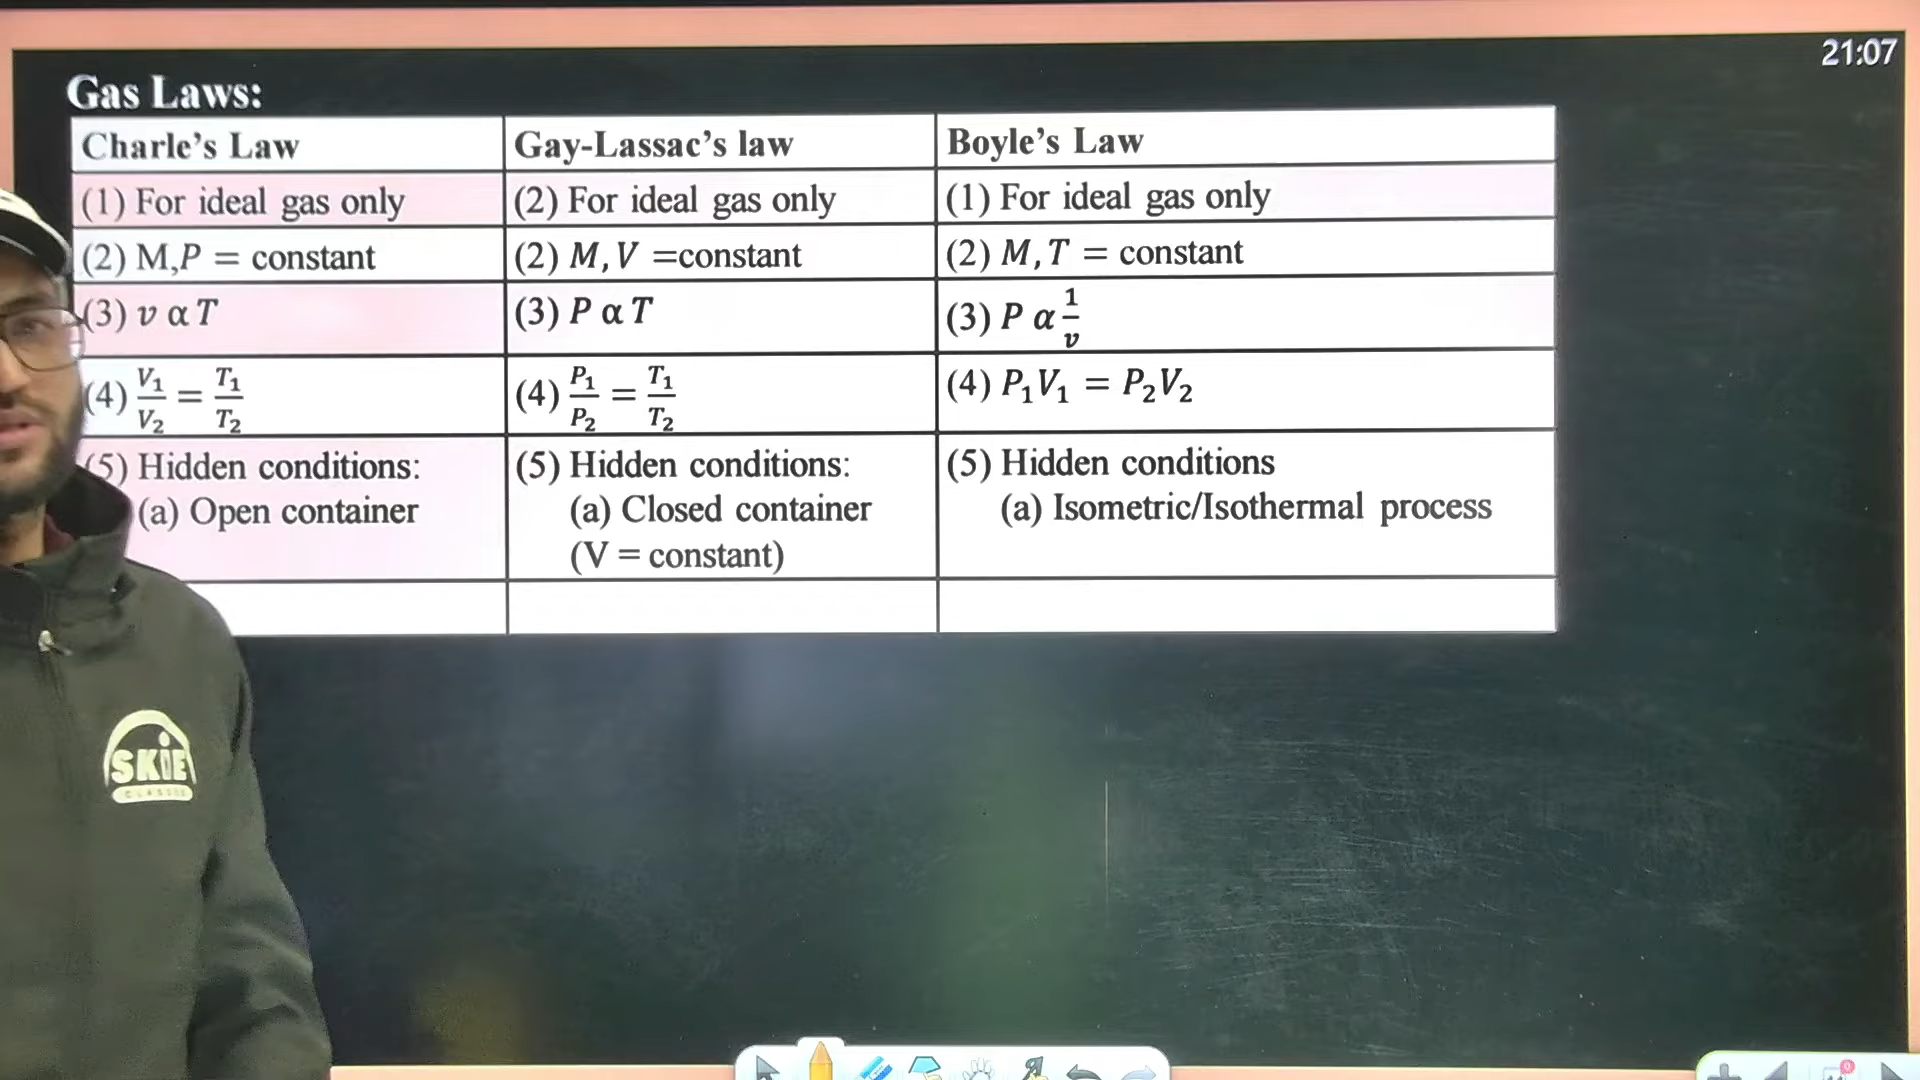 21:07
Gas Laws:
Charle's Law
Gay-Lassac's law
Boyle's Law
(1) For ideal gas only
(2) For ideal gas only
(1) For ideal gas only
(2) M,P = constant
(2) M, V =constant
(2) M, T = constant
(3) v α T
(3) P α T
(3) P α 1/v
(4) V₁/V₂ = T₁/T₂
(4) P₁/P₂ = T₁/T₂
(4) P₁V₁ = P₂V₂
(5) Hidden conditions:
(a) Open container
(5) Hidden conditions:
(a) Closed container
(V = constant)
(5) Hidden conditions
(a) Isometric/Isothermal process
SKIE
CLASSES